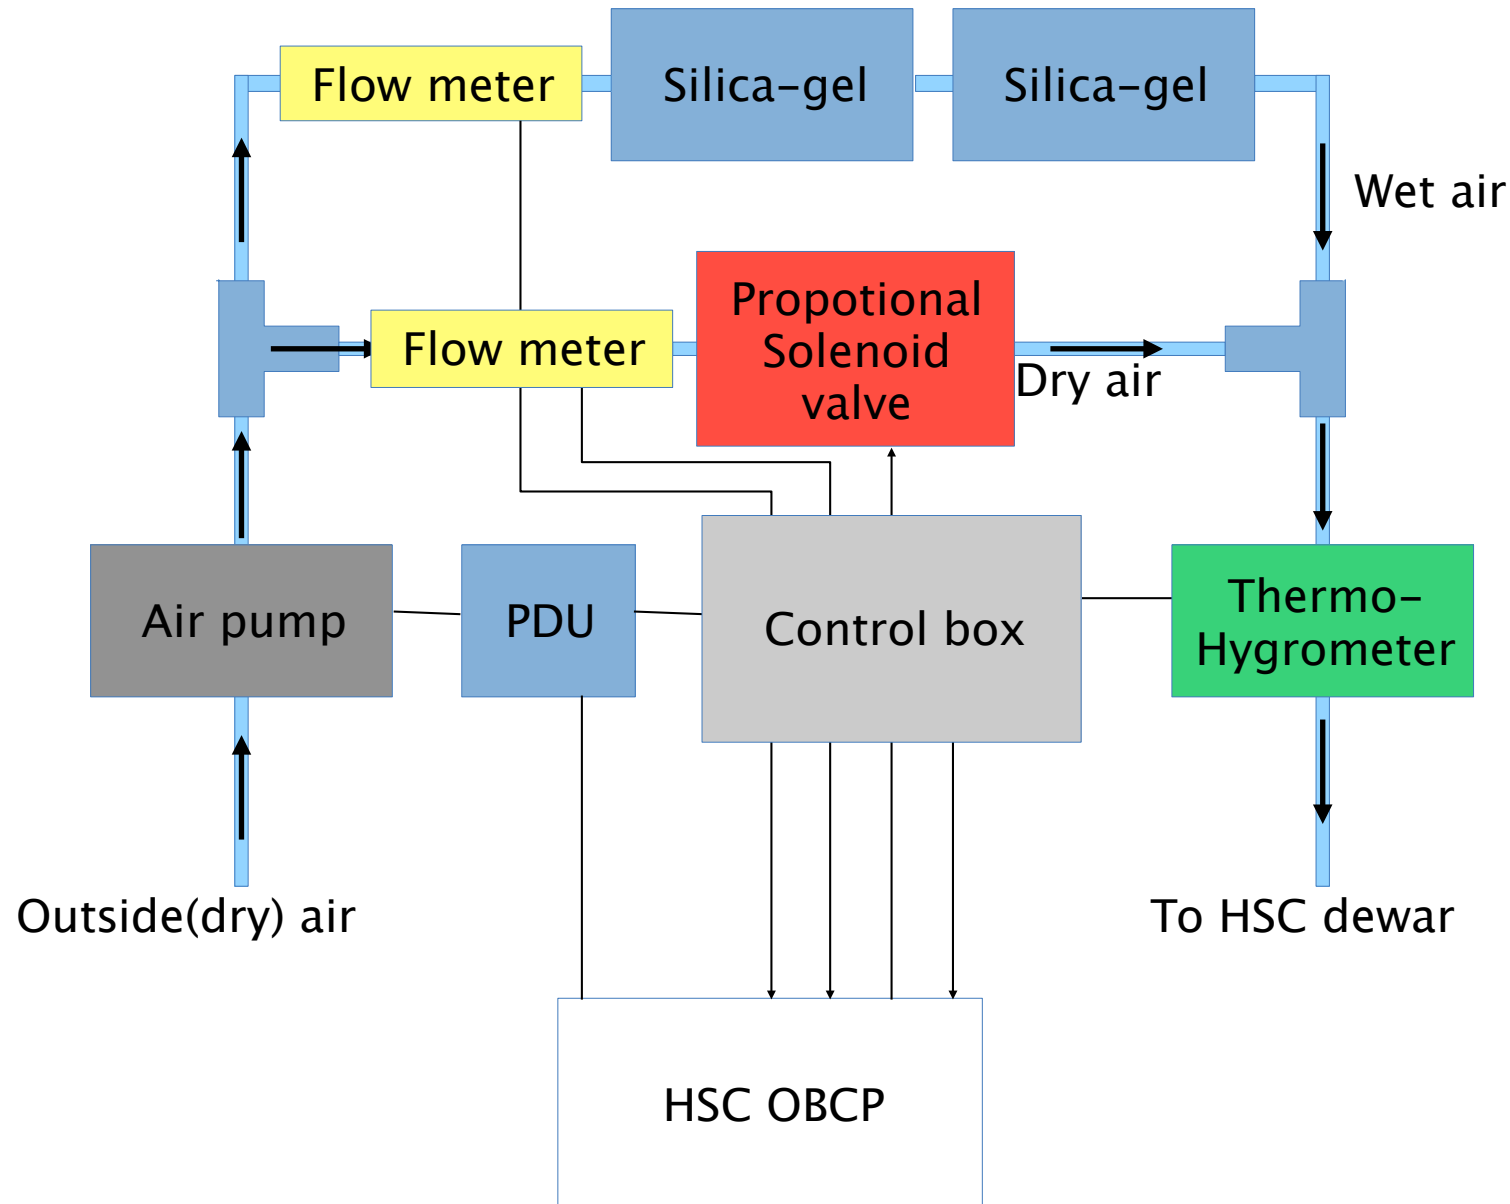 Flow meter
Silica-gel
Silica-gel
Wet air
Propotional
Solenoid
valve
Flow meter
Dry air
Air pump
PDU
Control box
Thermo-
Hygrometer
Outside(dry) air
To HSC dewar
HSC OBCP